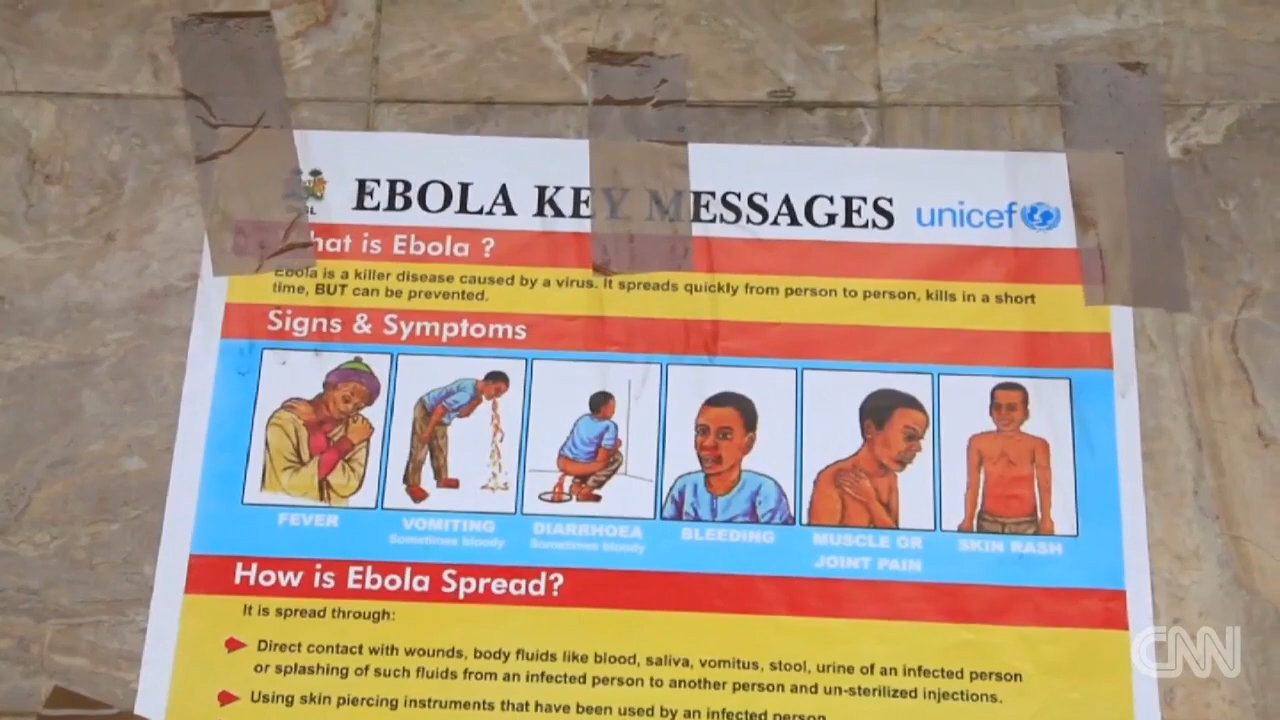 EBOLA KEY MESSAGES
unicef
SL
hat is Ebola ?
Ebola is a killer disease caused by a virus. It spreads quickly from person to person, kills in a short
time, BUT can be prevented.
Signs & Symptoms
FEVER
VOMITING
Sometimes bloody
DIARRHOEA
Sometimes bloody
BLEEDING
MUSCLE OR
JOINT PAIN
SKIN RASH
How is Ebola Spread?
It is spread through:
Direct contact with wounds, body fluids like blood, saliva, vomitus, stool, urine of an infected person
or splashing of such fluids from an infected person to another person and un-sterilized injections.
Using skin piercing instruments that have been used by an infected person
CNN